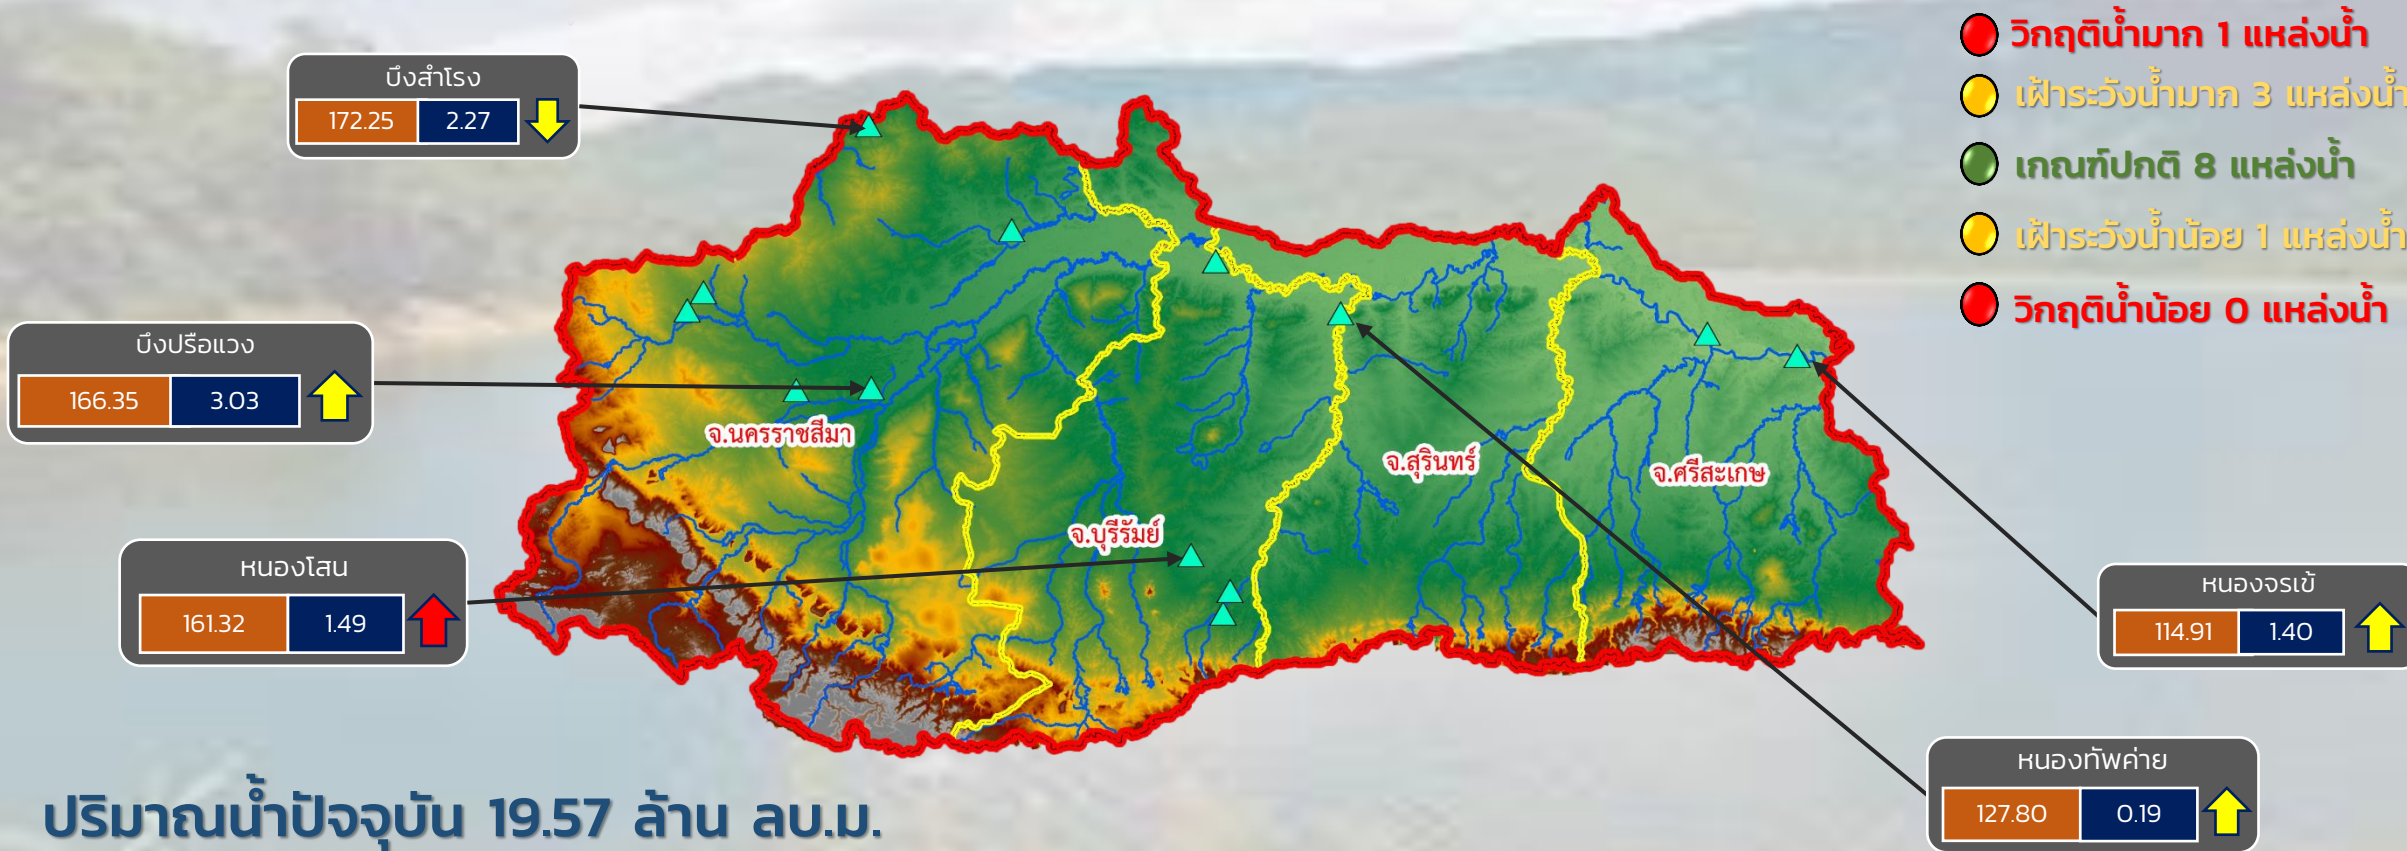 วิกฤติน้ำมาก 1 แหล่งน้ำ
เฝ้าระวังน้ำมาก 3 แหล่งน้ำ
เกณฑ์ปกติ 8 แหล่งน้ำ
เฝ้าระวังน้ำน้อย 1 แหล่งน้ำ
วิกฤติน้ำน้อย 0 แหล่งน้ำ
บึงสำโรง
172.25 2.27
บึงปรือแวง
166.35 3.03
หนองโสน
161.32 1.49
จ.นครราชสีมา
จ.บุรีรัมย์
จ.สุรินทร์
จ.ศรีสะเกษ
หนองจรเข้
114.91 1.40
หนองทัพค่าย
127.80 0.19
ปริมาณน้ำปัจจุบัน 19.57 ล้าน ลบ.ม.